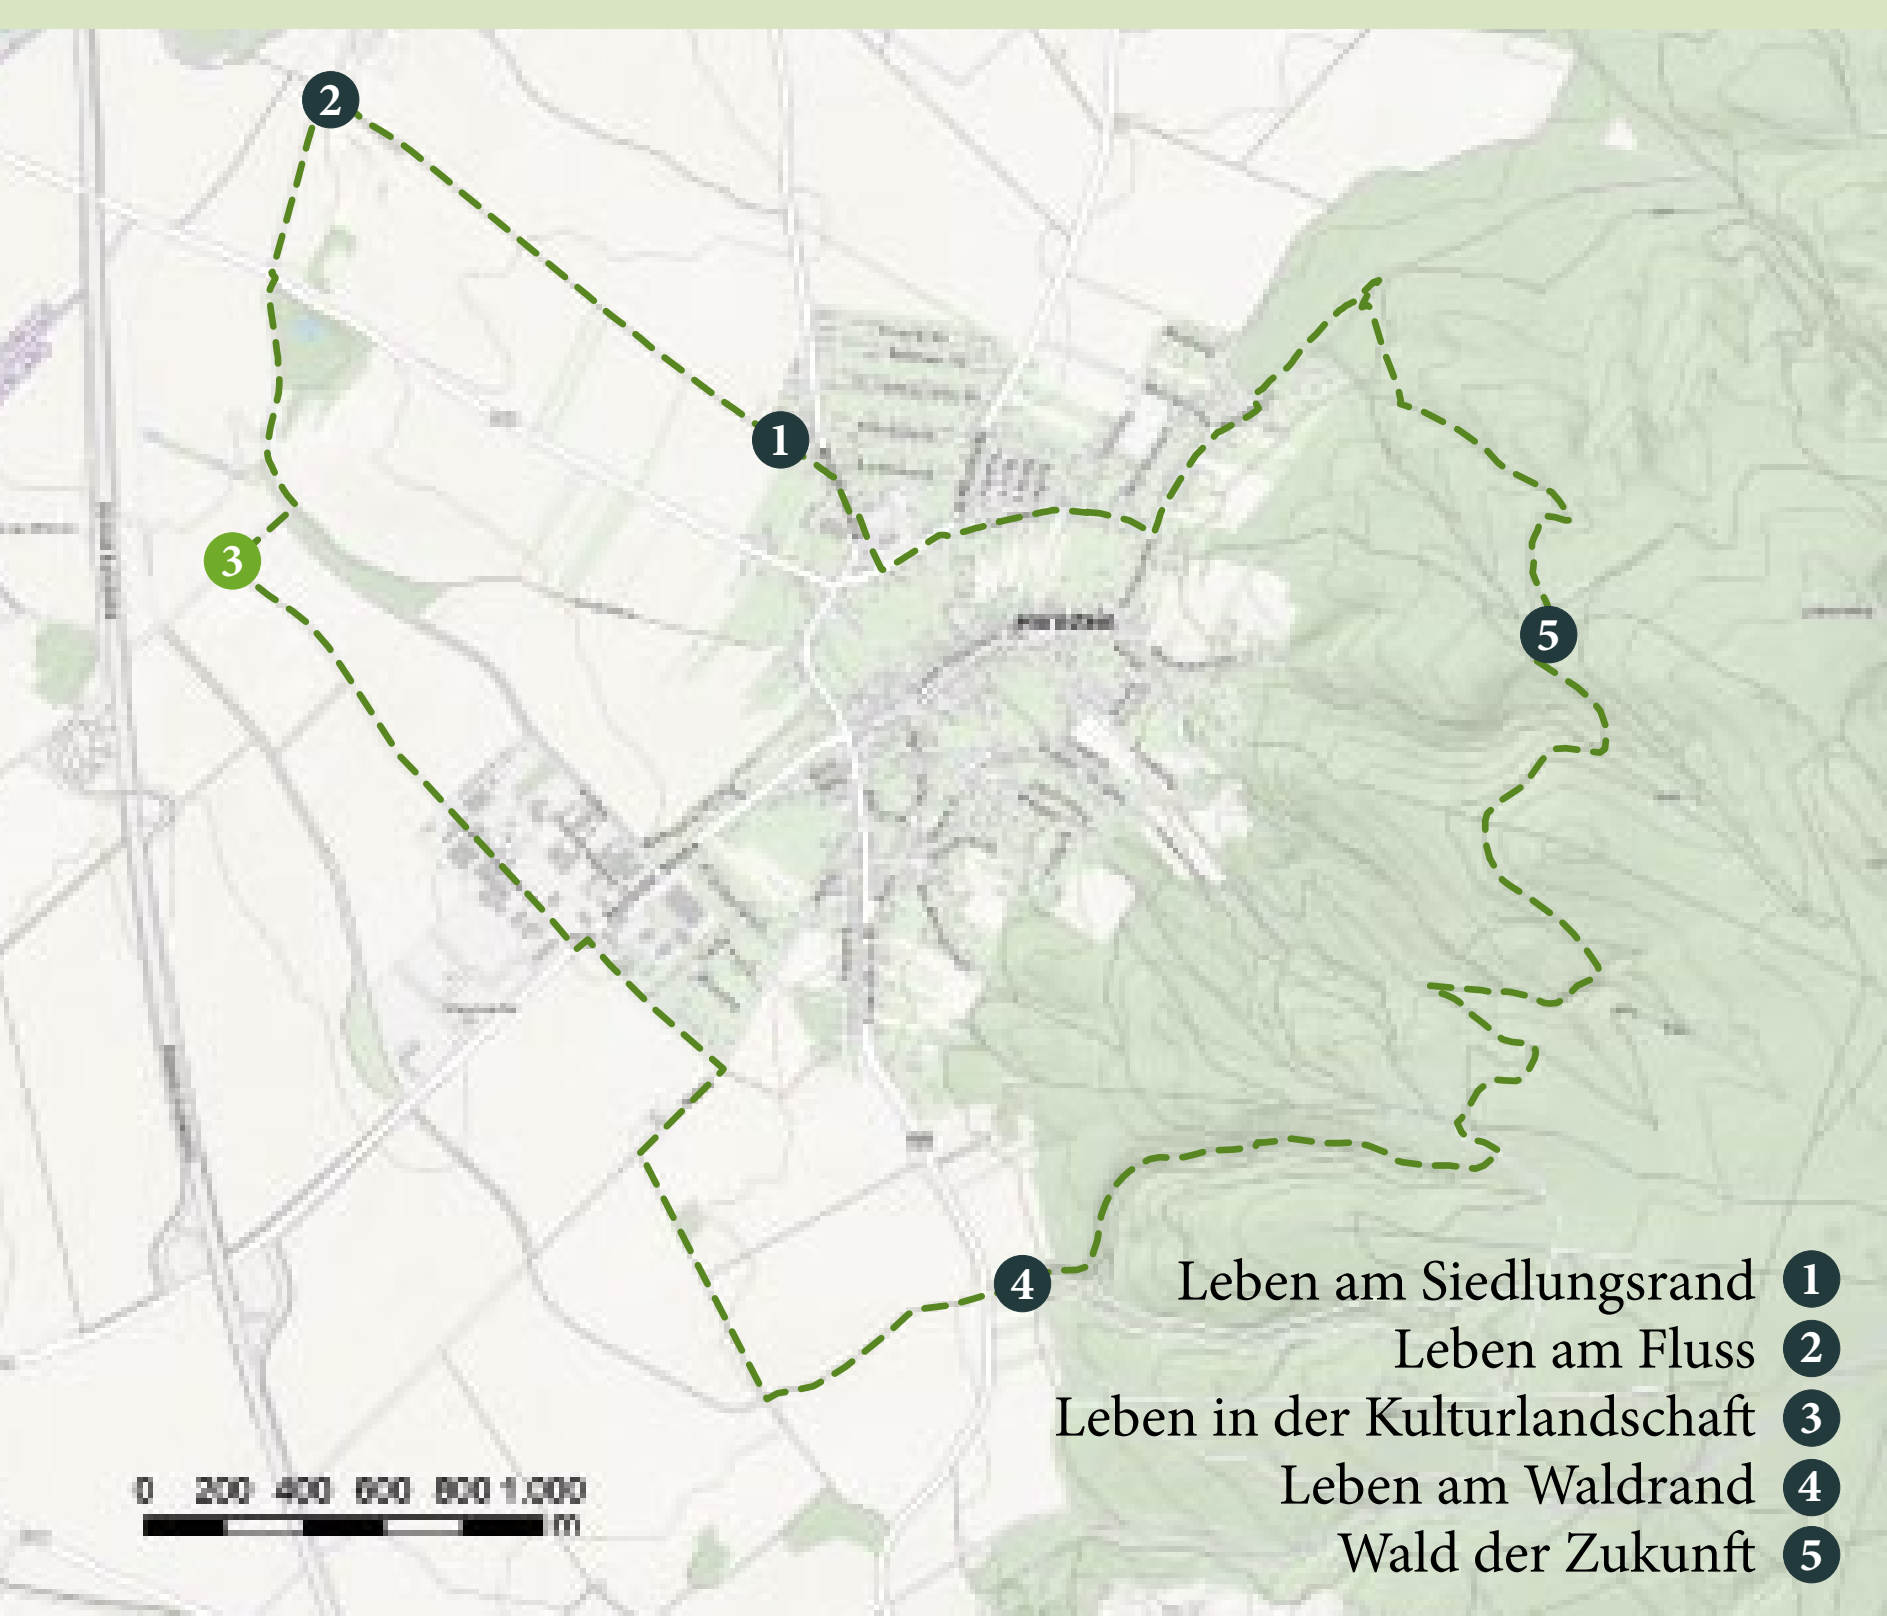 2
1
3
5
4
Leben am Siedlungsrand 1
Leben am Fluss 2
Leben in der Kulturlandschaft 3
Leben am Waldrand 4
Wald der Zukunft 5
0 200 400 600 800 1.000
m